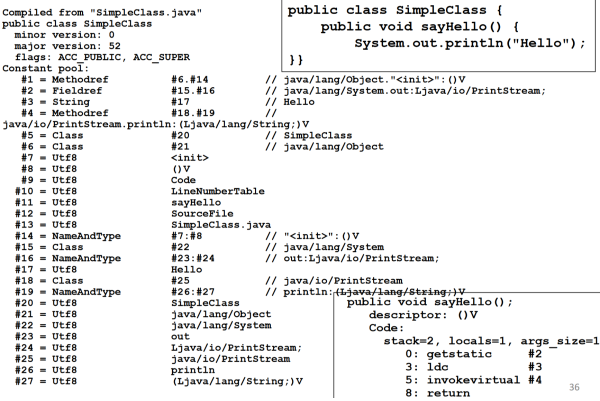 Compiled from "SimpleClass.java"
public class SimpleClass
minor version: 0
major version: 52
flags: ACC_PUBLIC, ACC_SUPER
Constant pool:
#1 = Methodref #6.#14 // java/lang/Object."<init>":()V
#2 = Fieldref #15.#16 // java/lang/System.out:Ljava/io/PrintStream;
#3 = String #17 // Hello
#4 = Methodref #18.#19 //
java/io/PrintStream.println:(Ljava/lang/String;)V
#5 = Class #20 // SimpleClass
#6 = Class #21 // java/lang/Object
#7 = Utf8 <init>
#8 = Utf8 ()V
#9 = Utf8 Code
#10 = Utf8 LineNumberTable
#11 = Utf8 sayHello
#12 = Utf8 SourceFile
#13 = Utf8 SimpleClass.java
#14 = NameAndType #7:#8 // "<init>":()V
#15 = Class #22 // java/lang/System
#16 = NameAndType #23:#24 // out:Ljava/io/PrintStream;
#17 = Utf8 Hello
#18 = Class #25 // java/io/PrintStream
#19 = NameAndType #26:#27 // println:(Ljava/lang/String;)V
#20 = Utf8 SimpleClass
#21 = Utf8 java/lang/Object
#22 = Utf8 java/lang/System
#23 = Utf8 out
#24 = Utf8 Ljava/io/PrintStream;
#25 = Utf8 java/io/PrintStream
#26 = Utf8 println
#27 = Utf8 (Ljava/lang/String;)V
public class SimpleClass {
public void sayHello() {
System.out.println("Hello");
}}
public void sayHello();
descriptor: ()V
Code:
stack=2, locals=1, args_size=1
0: getstatic #2
3: ldc #3
5: invokevirtual #4
8: return
36